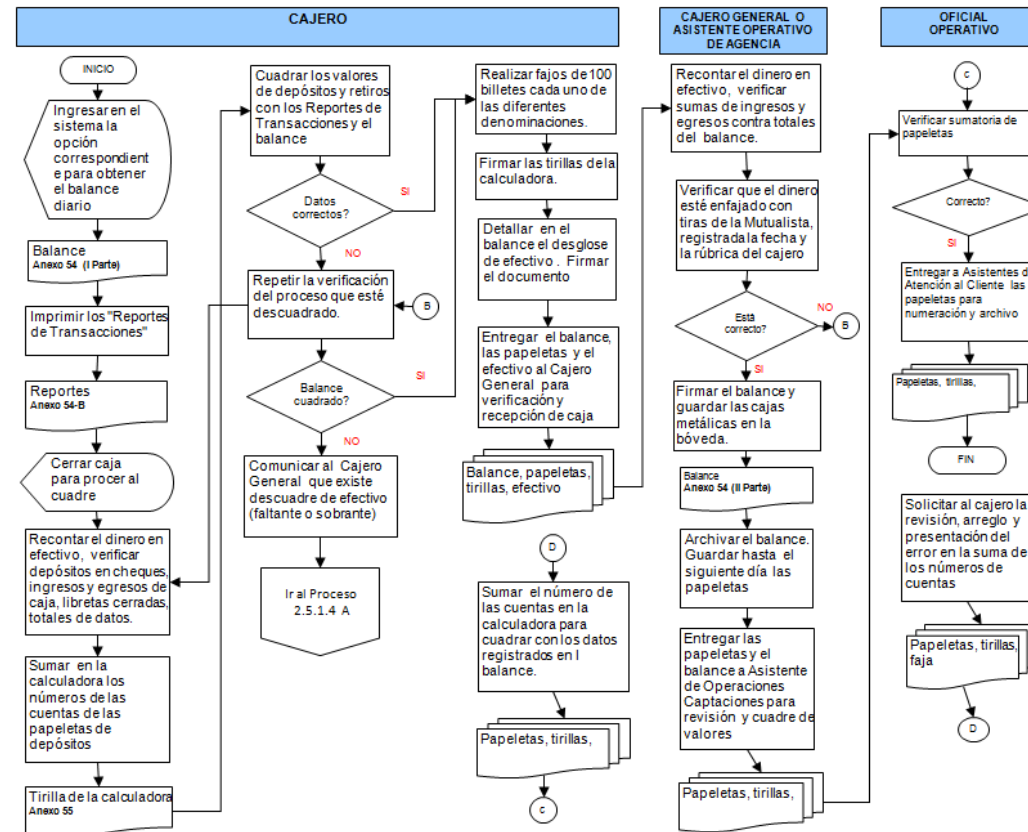 CAJERO
INICIO
Ingresar en el
sistema la
opción
correspondient
e para obtener
el balance
diario
Balance
Anexo 54 (I Parte)
Imprimir los "Reportes
de Transacciones"
Reportes
Anexo 54-B
Cerrar caja
para procer al
cuadre
Recontar el dinero en
efectivo, verificar
depósitos en cheques,
ingresos y egresos de
caja, libretas cerradas,
totales de datos.
Sumar en la
calculadora los
números de las
cuentas de las
papeletas de
depósitos
Tirilla de la calculadora
Anexo 55
Cuadrar los valores
de depósitos y retiros
con los Reportes de
Transacciones y el
balance
Datos
correctos?
SI
NO
Repetir la verificación
del proceso que esté
descuadrado.
B
Balance
cuadrado?
SI
NO
Comunicar al Cajero
General que existe
descuadre de efectivo
(faltante o sobrante)
Ir al Proceso
2.5.1.4 A
Realizar fajos de 100
billetes cada uno de
las diferentes
denominaciones.
Firmar las tirillas de la
calculadora.
Detallar en el
balance el desglose
de efectivo . Firmar
el documento
Entregar el balance,
las papeletas y el
efectivo al Cajero
General para
verificación y
recepción de caja
Balance, papeletas,
tirillas, efectivo
D
Sumar el número de
las cuentas en la
calculadora para
cuadrar con los datos
registrados en l
balance.
Papeletas, tirillas,
C
CAJERO GENERAL O
ASISTENTE OPERATIVO
DE AGENCIA
Recontar el dinero en
efectivo, verificar
sumas de ingresos y
egresos contra totales
del balance.
Verificar que el dinero
esté enfajado con
tiras de la Mutualista,
registrada la fecha y
la rúbrica del cajero
Está
correcto?
NO
B
SI
Firmar el balance y
guardar las cajas
metálicas en la
bóveda.
Balance
Anexo 54 (II Parte)
Archivar el balance.
Guardar hasta el
siguiente día las
papeletas
Entregar las
papeletas y el
balance a Asistente
de Operaciones
Captaciones para
revisión y cuadre de
valores
Papeletas, tirillas,
OFICIAL
OPERATIVO
C
Verificar sumatoria de
papeletas
Correcto?
SI
Entregar a Asistentes d
Atención al Cliente las
papeletas para
numeración y archivo
Papeletas, tirillas,
FIN
Solicitar al cajero la
revisión, arreglo y
presentación del
error en la suma de
los números de
cuentas
Papeletas, tirillas,
faja
D